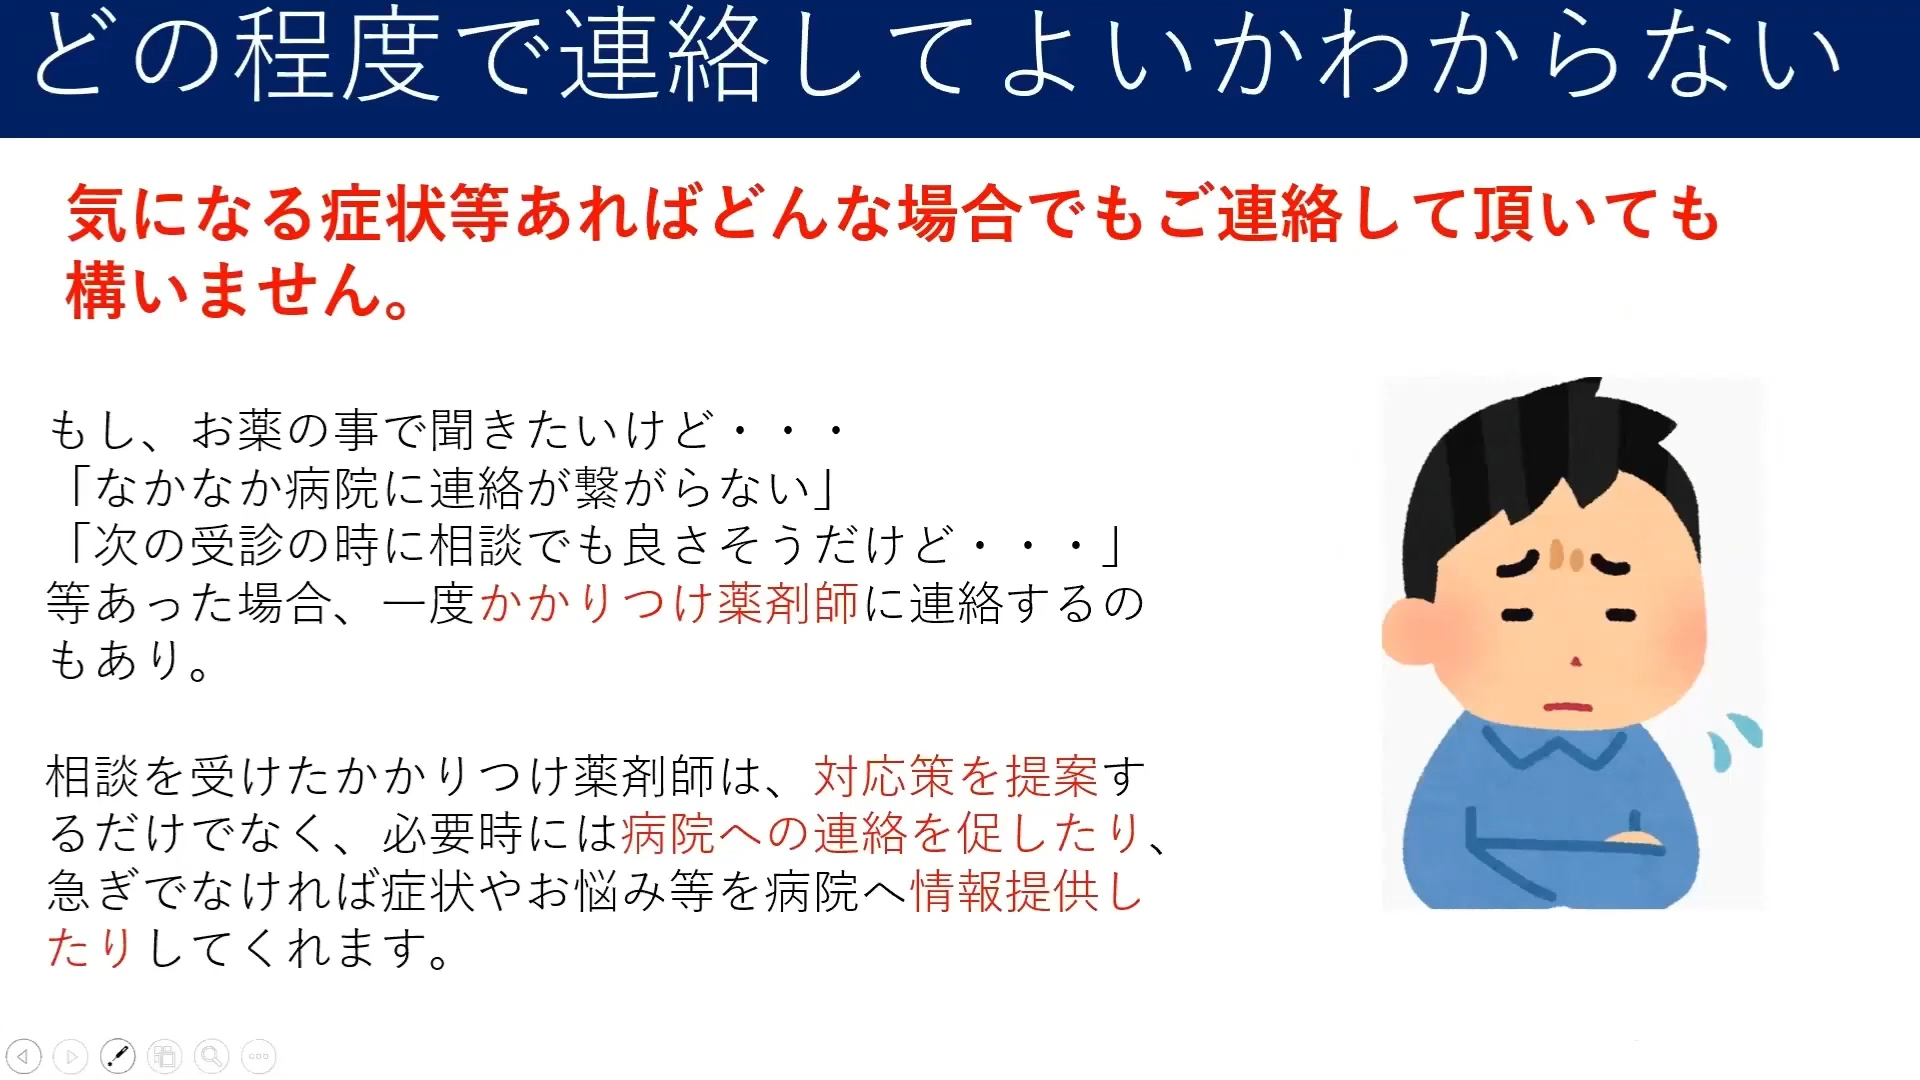 どの程度で連絡してよいかわからない
気になる症状等あればどんな場合でもご連絡して頂いても
構いません。
もし、お薬の事で聞きたいけど・・・
「なかなか病院に連絡が繋がらない」
「次の受診の時に相談でも良さそうだけど・・・」
等あった場合、一度かかりつけ薬剤師に連絡するの
もあり。
相談を受けたかかりつけ薬剤師は、対応策を提案す
るだけでなく、必要時には病院への連絡を促したり、
急ぎでなければ症状やお悩み等を病院へ情報提供し
たりしてくれます。